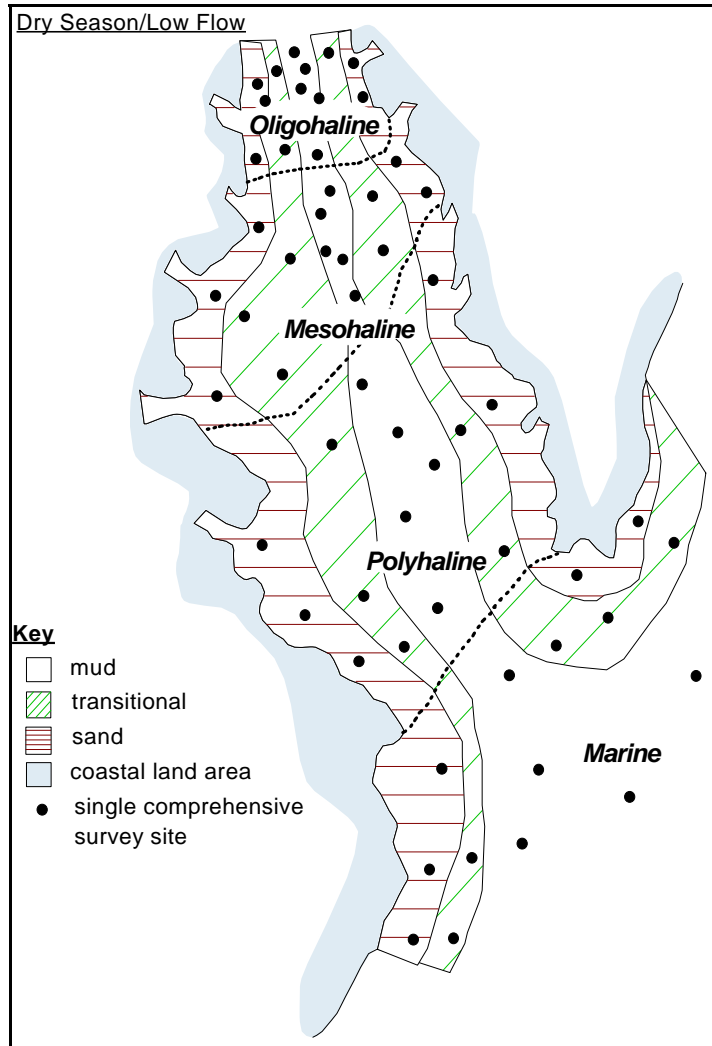 Dry Season/Low Flow
Oligohaline
Mesohaline
Polyhaline
Marine
Key
mud
transitional
sand
coastal land area
single comprehensive
survey site